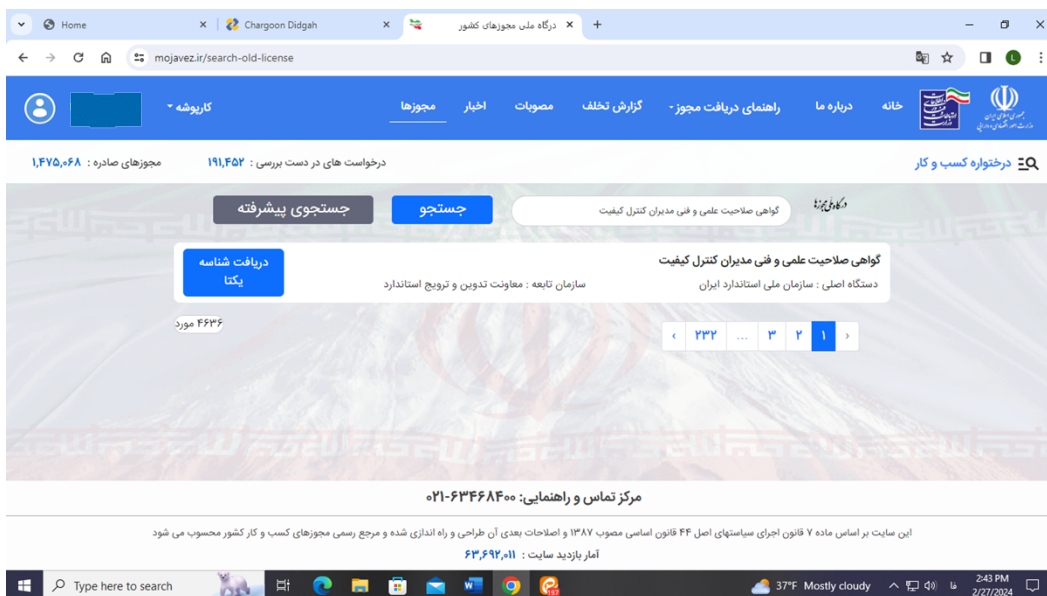 Home
Chargoon Didgah
درگاه ملی مجوزهای کشور
mojavez.ir/search-old-license
خانه
درباره ما
راهنمای دریافت مجوز
گزارش تخلف
مصوبات
اخبار
مجوزها
کارپوشه
درختواره کسب و کار
درخواست های در دست بررسی : ۱۹۱,۴۵۲
مجوزهای صادره : ۱,۴۷۵,۰۶۸
درگاه ملی مجوزها
گواهی صلاحیت علمی و فنی مدیران کنترل کیفیت
جستجو
جستجوی پیشرفته
گواهی صلاحیت علمی و فنی مدیران کنترل کیفیت
دستگاه اصلی : سازمان ملی استاندارد ایران
سازمان تابعه : معاونت تدوین و ترویج استاندارد
دریافت شناسه
یکتا
۴۶۳۶ مورد
‹ ۱ ۲ ۳ ... ۲۳۲ ›
مرکز تماس و راهنمایی: ۶۳۴۶۸۴۰۰-۰۲۱
این سایت بر اساس ماده ۷ قانون اجرای سیاستهای اصل ۴۴ قانون اساسی مصوب ۱۳۸۷ و اصلاحات بعدی آن طراحی و راه اندازی شده و مرجع رسمی مجوزهای کسب و کار کشور محسوب می شود
آمار بازدید سایت : ۶۳,۶۹۲,۰۱۱
Type here to search
37°F Mostly cloudy
فا
2:43 PM
2/27/2024